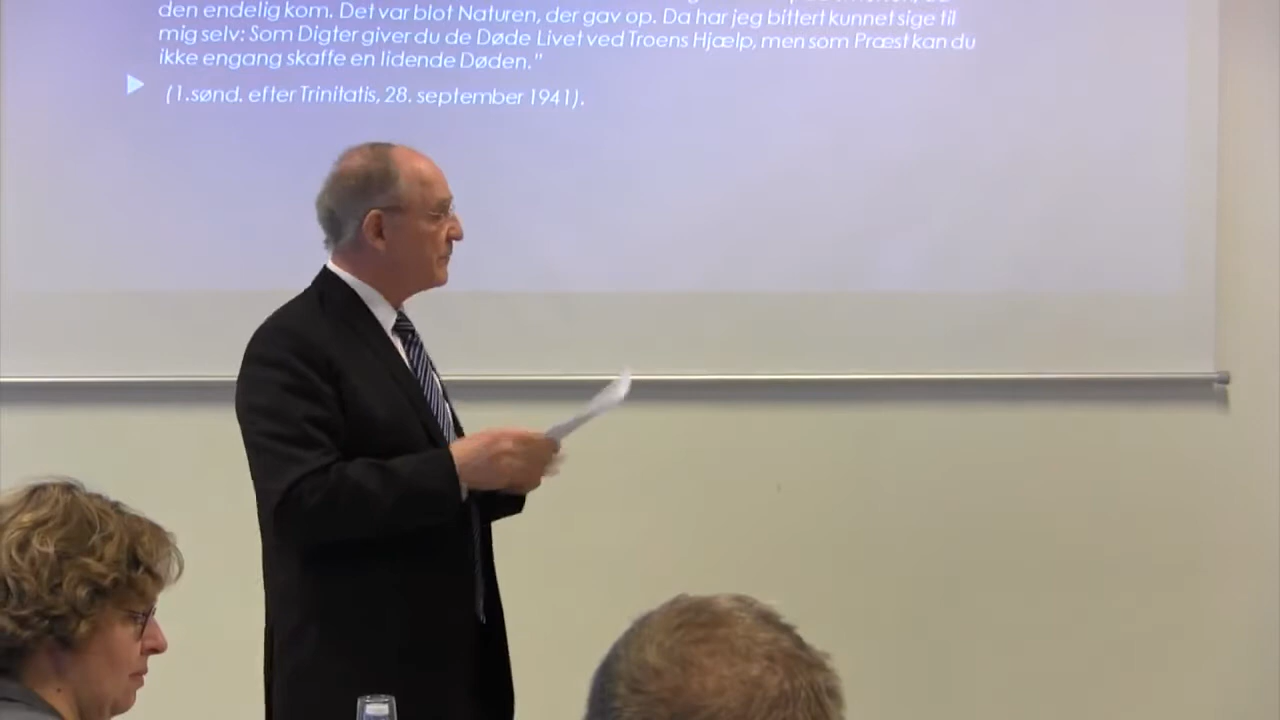 den endelig kom. Det var blot Naturen, der gav op. Da har jeg bittert kunnet sige til
mig selv: Som Digter giver du de Døde Livet ved Troens Hjælp, men som Præst kan du
ikke engang skaffe en lidende Døden."
(1.sønd. efter Trinitatis, 28. september 1941).